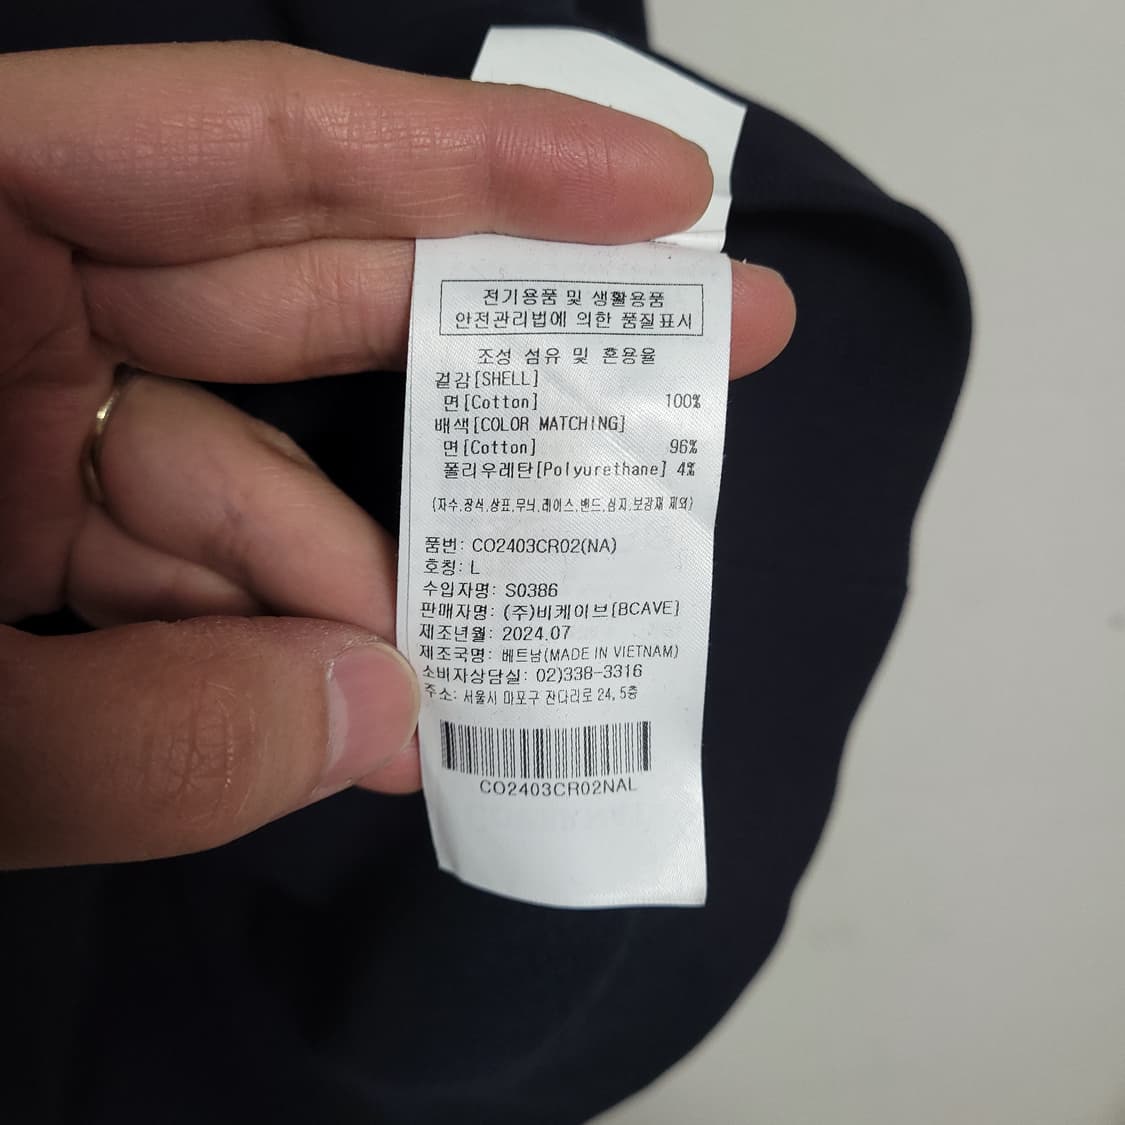 전기용품 및 생활용품
안전관리법에 의한 품질표시
조성 섬유 및 혼용율
겉감[SHELL]
면[Cotton] 100%
배색[COLOR MATCHING]
면[Cotton] 96%
폴리우레탄[Polyurethane] 4%
(자수,장식,상표,무늬,레이스,밴드,심지,보강재 제외)
품번: CO2403CR02(NA)
호칭: L
수입자명: S0386
판매자명: (주)비케이브[BCAVE]
제조년월: 2024.07
제조국명: 베트남(MADE IN VIETNAM)
소비자상담실: 02)338-3316
주소: 서울시 마포구 잔다리로 24, 5층
CO2403CR02NAL